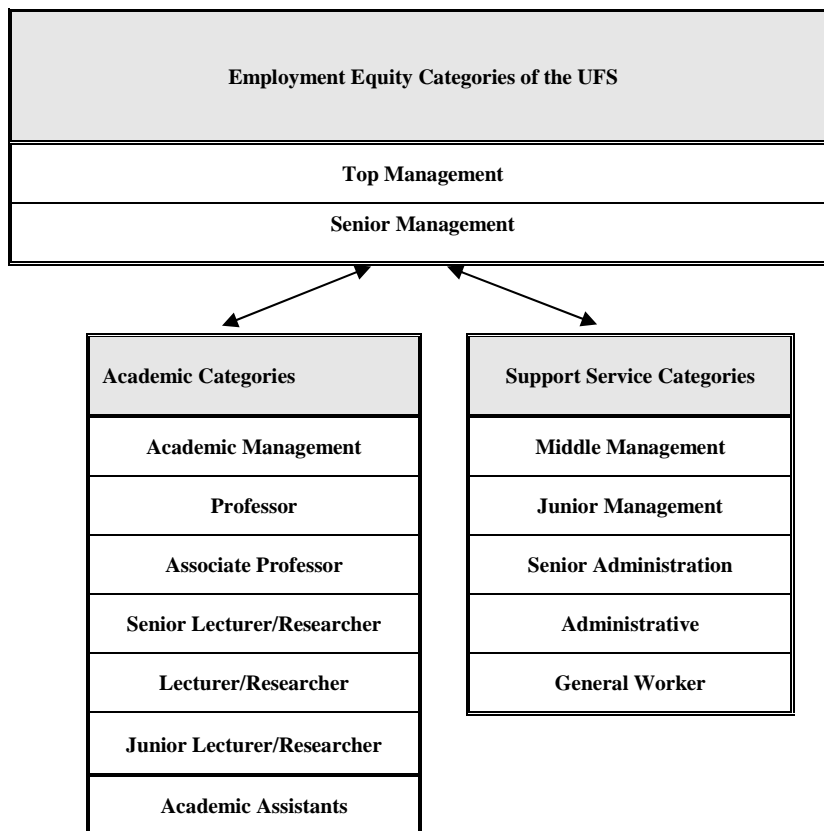 Employment Equity Categories of the UFS
Top Management
Senior Management
Academic Categories
Academic Management
Professor
Associate Professor
Senior Lecturer/Researcher
Lecturer/Researcher
Junior Lecturer/Researcher
Academic Assistants
Support Service Categories
Middle Management
Junior Management
Senior Administration
Administrative
General Worker